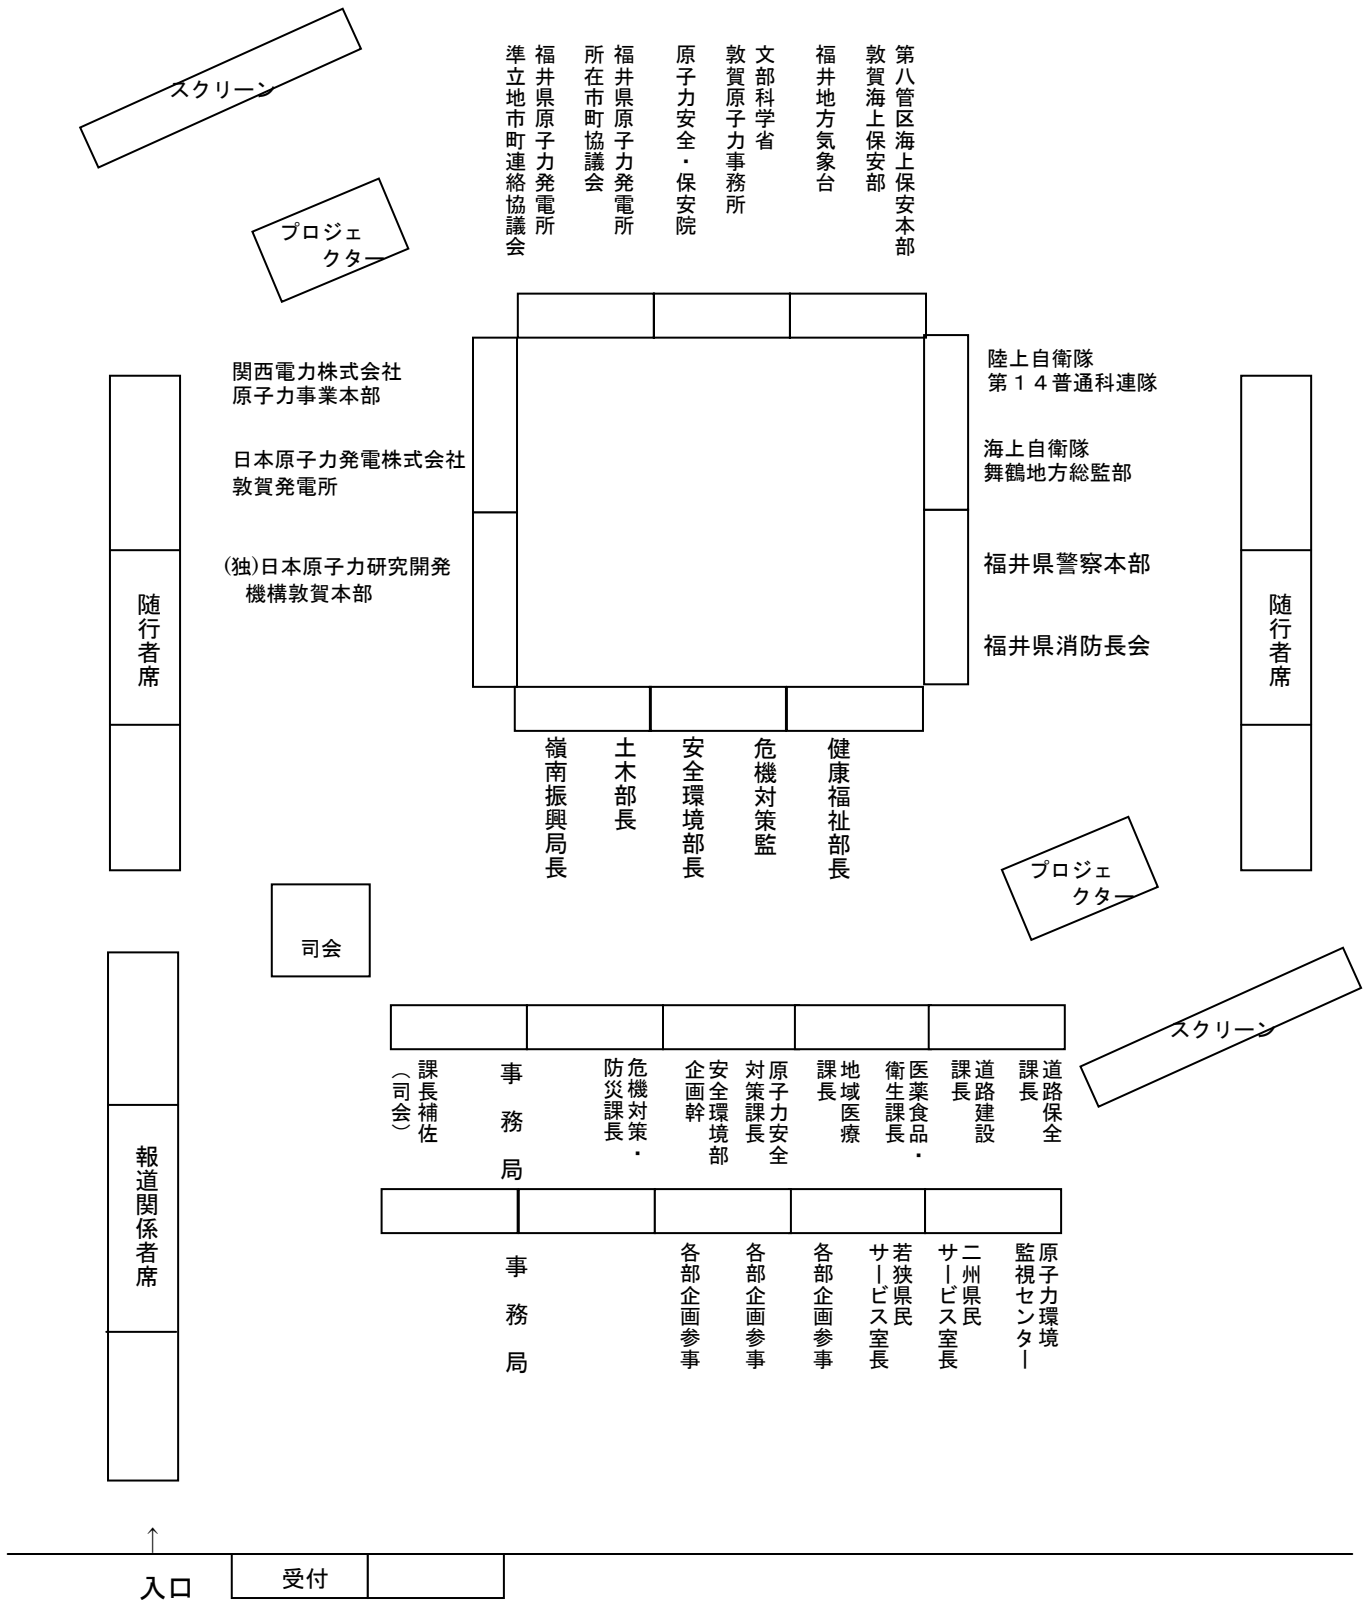 スクリーン
プロジェ
クター
第八管区海上保安本部
敦賀海上保安部
福井地方気象台
文部科学省
敦賀原子力事務所
原子力安全・保安院
福井県原子力発電所
所在市町協議会
福井県原子力発電所
準立地市町連絡協議会
関西電力株式会社
原子力事業本部
日本原子力発電株式会社
敦賀発電所
(独)日本原子力研究開発
機構敦賀本部
陸上自衛隊
第１４普通科連隊
海上自衛隊
舞鶴地方総監部
福井県警察本部
福井県消防長会
随行者席
随行者席
健康福祉部長
危機対策監
安全環境部長
土木部長
嶺南振興局長
プロジェ
クター
スクリーン
司会
道路保全
課長
道路建設
課長
医薬食品・
衛生課長
地域医療
課長
原子力安全
対策課長
安全環境部
企画幹
危機対策・
防災課長
事務局
課長補佐
（司会）
報道関係者席
原子力環境
監視センター
二州県民
サービス室長
若狭県民
サービス室長
各部企画参事
各部企画参事
各部企画参事
事務局
↑
入口
受付